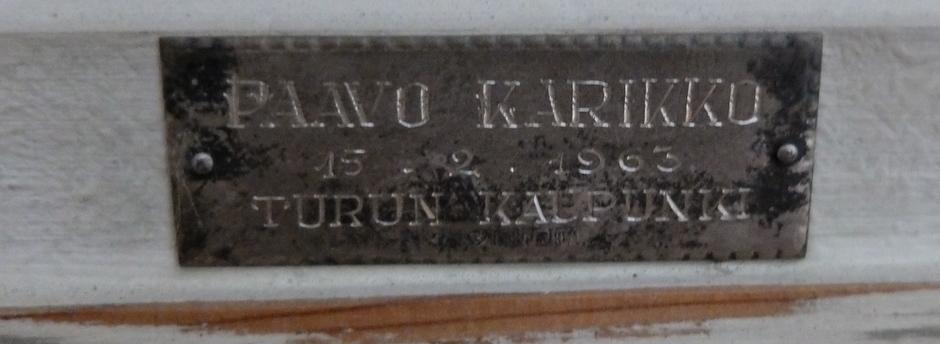 PAAVO KARIKKO
15.2.1963
TURUN KAUPUNKI